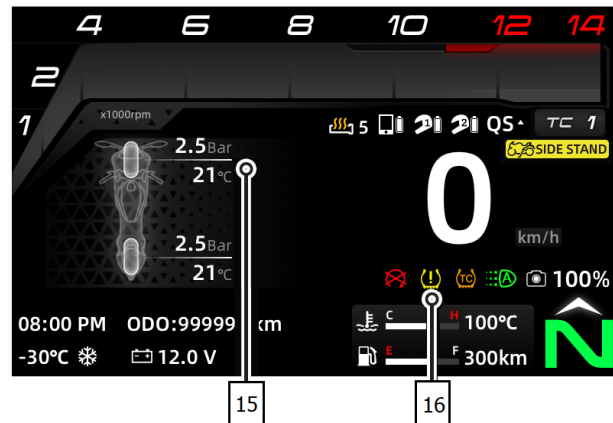 4 6 8 10 12 14
2
1
x1000rpm
5 QS TC 1
SIDE STAND
2.5Bar
21°C
0
km/h
2.5Bar
21°C
(!) TC A 100%
08:00 PM ODO:99999 km
C H 100°C
-30°C 12.0 V
E F 300km
N
15 16